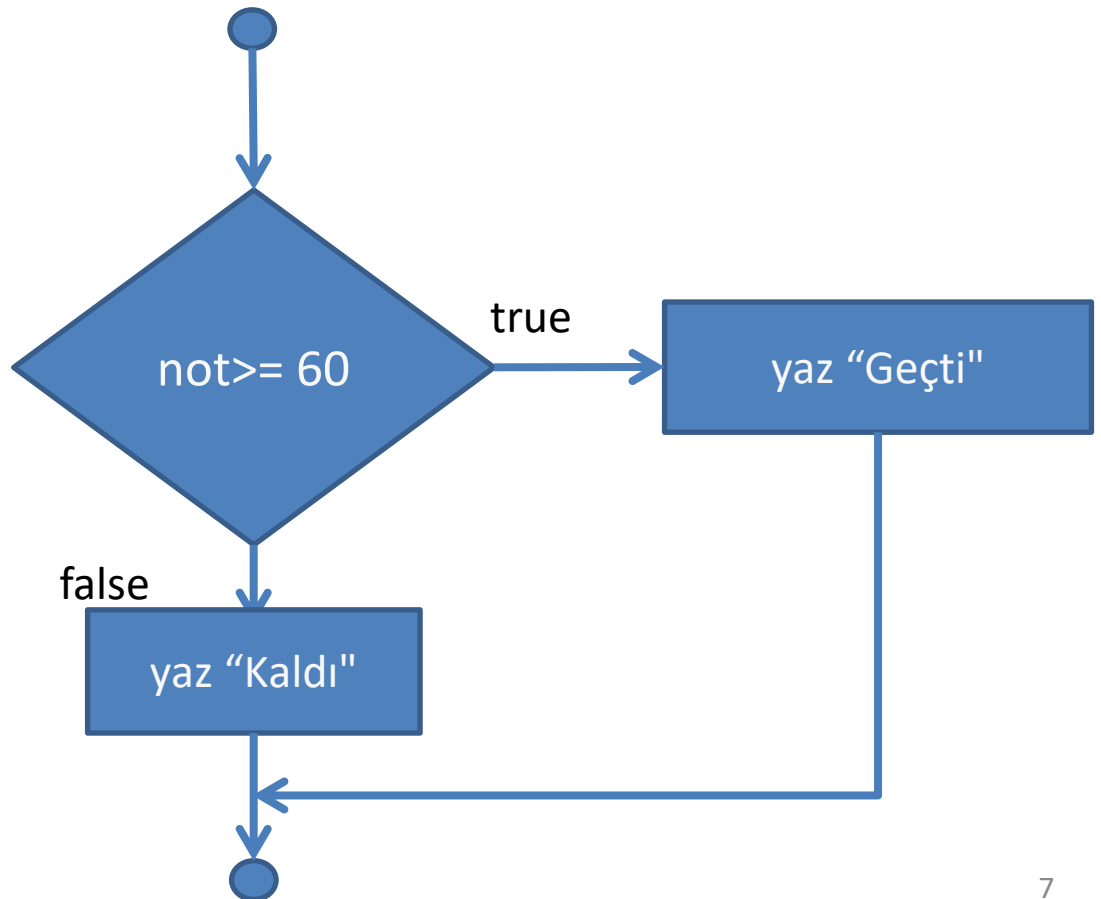 true
not>= 60
yaz “Geçti"
false
yaz “Kaldı"
7